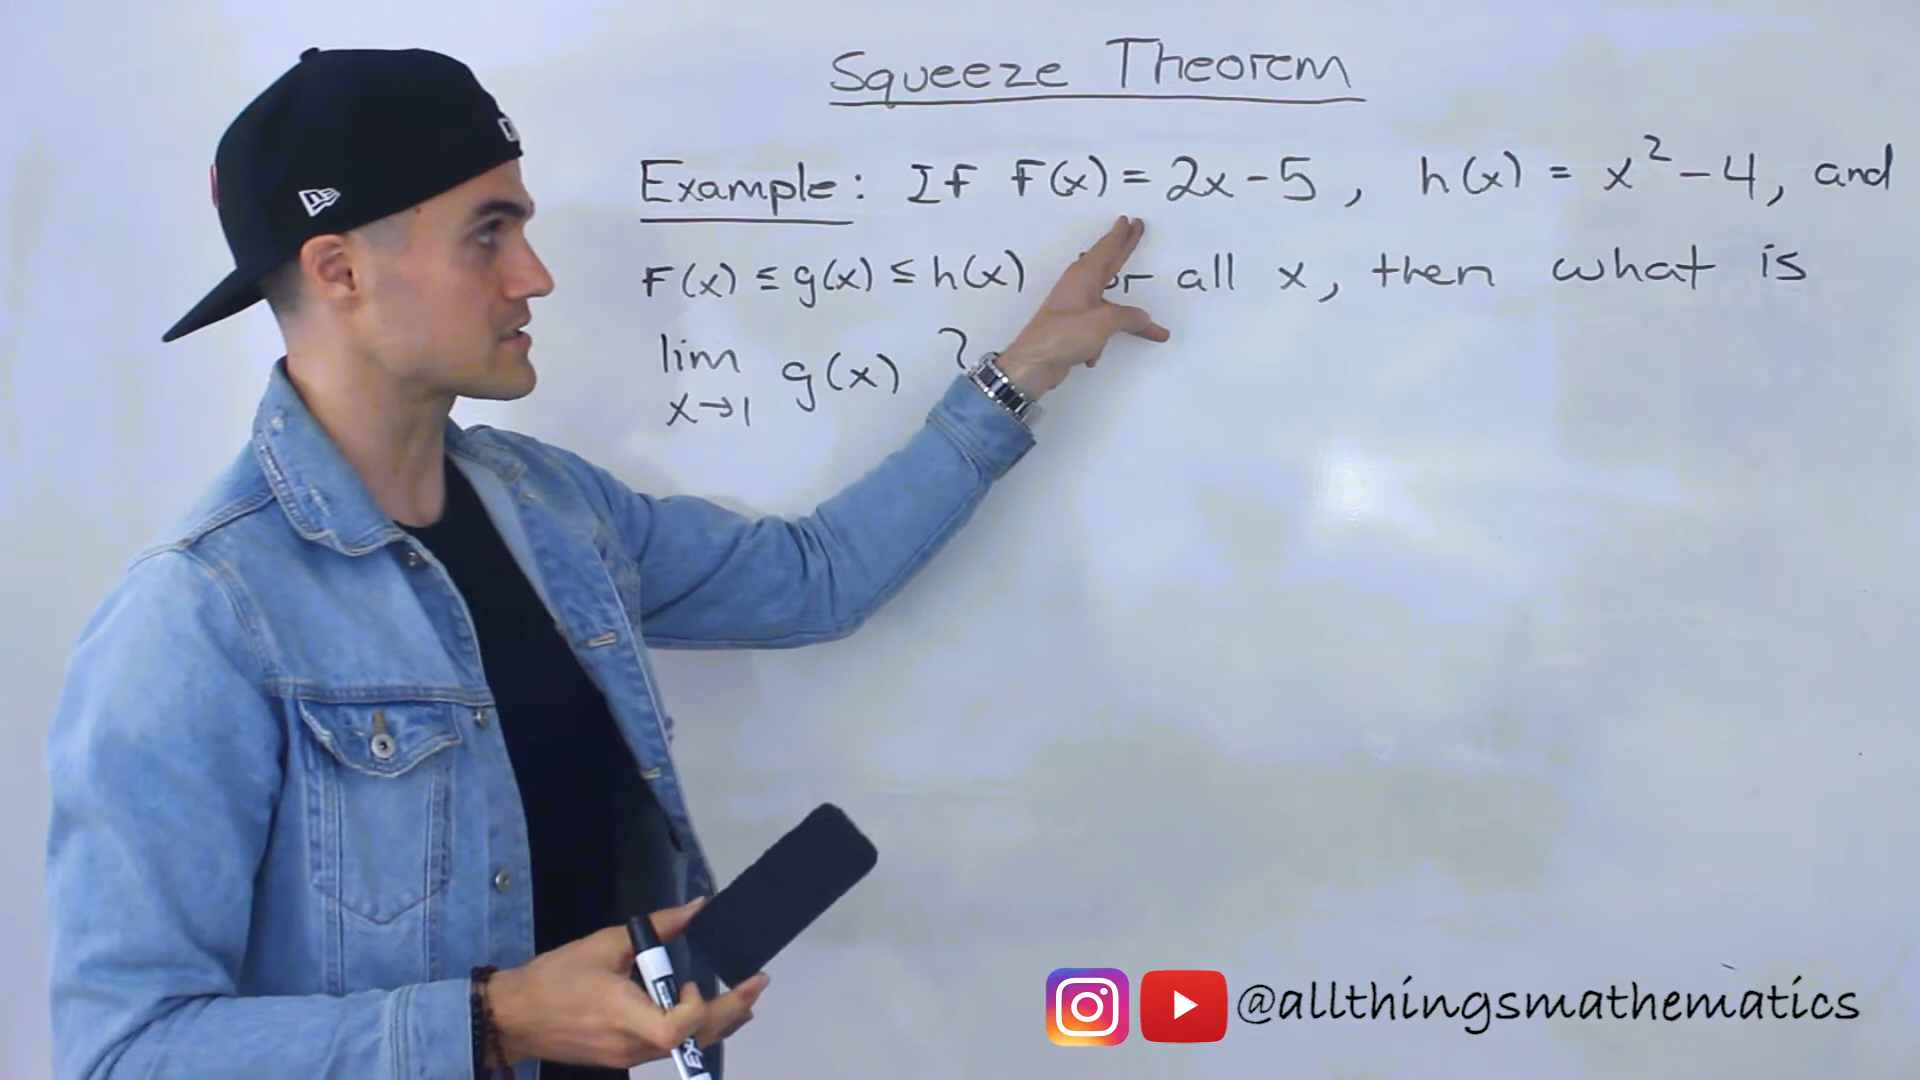 Squeeze Theorem
Example: If F(x) = 2x-5, h(x) = x²-4, and
F(x) ≤ g(x) ≤ h(x) for all x, then what is
lim x→1 g(x) ?
@allthingsmathematics